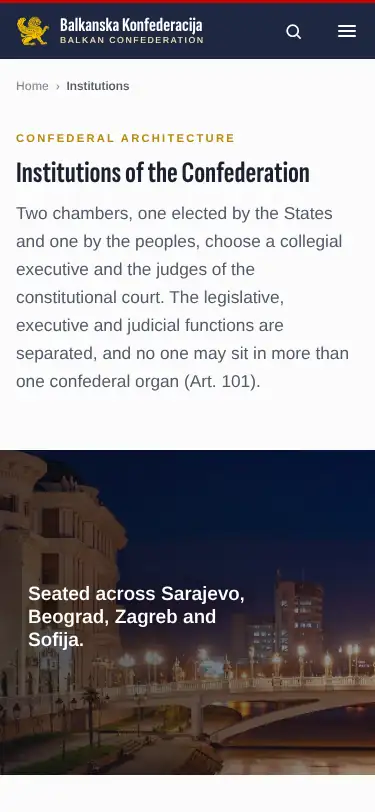 Balkanska Konfederacija
BALKAN CONFEDERATION
Home › Institutions
CONFEDERAL ARCHITECTURE
Institutions of the Confederation
Two chambers, one elected by the States
and one by the peoples, choose a collegial
executive and the judges of the
constitutional court. The legislative,
executive and judicial functions are
separated, and no one may sit in more than
one confederal organ (Art. 101).
Seated across Sarajevo,
Beograd, Zagreb and
Sofija.